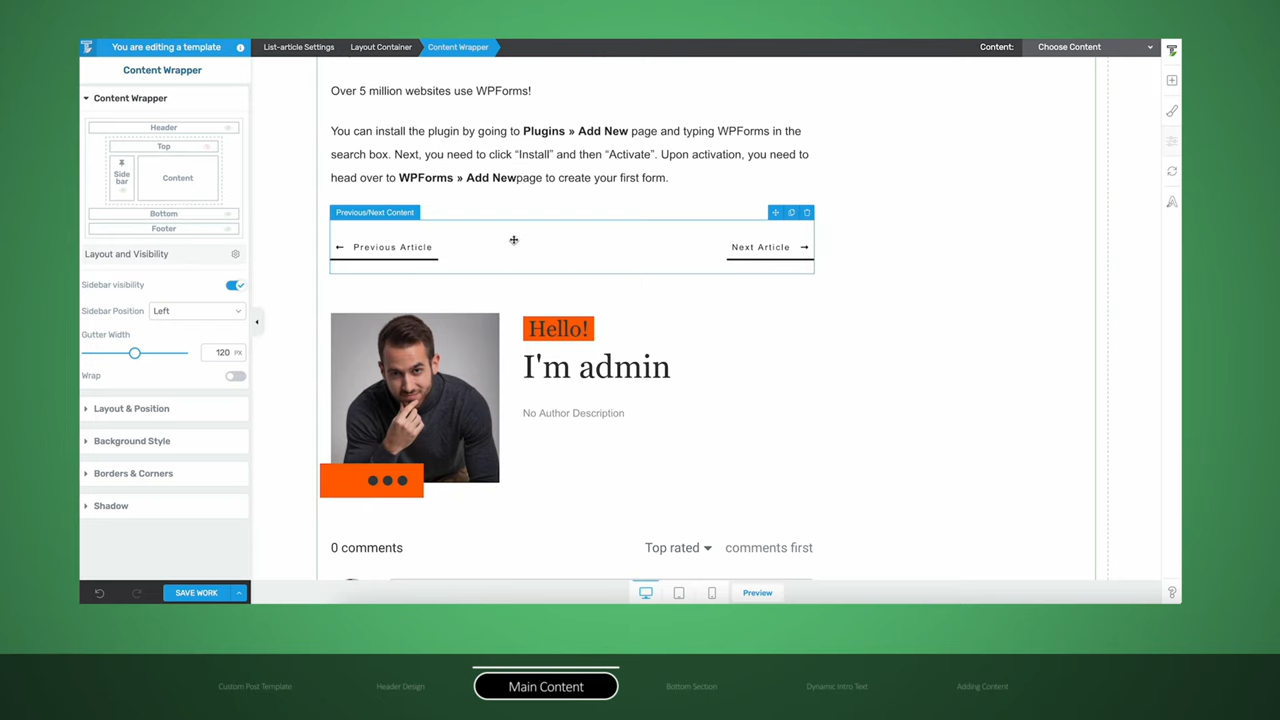 You are editing a template
List-article Settings
Layout Container
Content Wrapper
Content:
Choose Content
Content Wrapper
Content Wrapper
Header
Top
Side
bar
Content
Bottom
Footer
Layout and Visibility
Sidebar visibility
Sidebar Position
Left
Gutter Width
120 PX
Wrap
Layout & Position
Background Style
Borders & Corners
Shadow
SAVE WORK
Over 5 million websites use WPForms!
You can install the plugin by going to Plugins » Add New page and typing WPForms in the
search box. Next, you need to click “Install” and then “Activate”. Upon activation, you need to
head over to WPForms » Add Newpage to create your first form.
Previous/Next Content
Previous Article
Next Article
Hello!
I'm admin
No Author Description
0 comments
Top rated
comments first
Preview
Custom Post Template
Header Design
Main Content
Bottom Section
Dynamic Intro Text
Adding Content